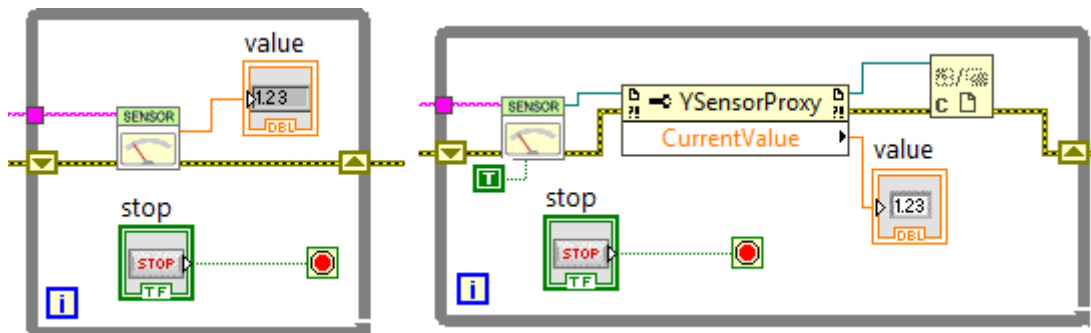 value
1.23
SENSOR
DBL
stop
STOP
TF
i
SENSOR
?!
YSensorProxy
?!
C
CurrentValue
T
value
1.23
DBL
stop
STOP
TF
i